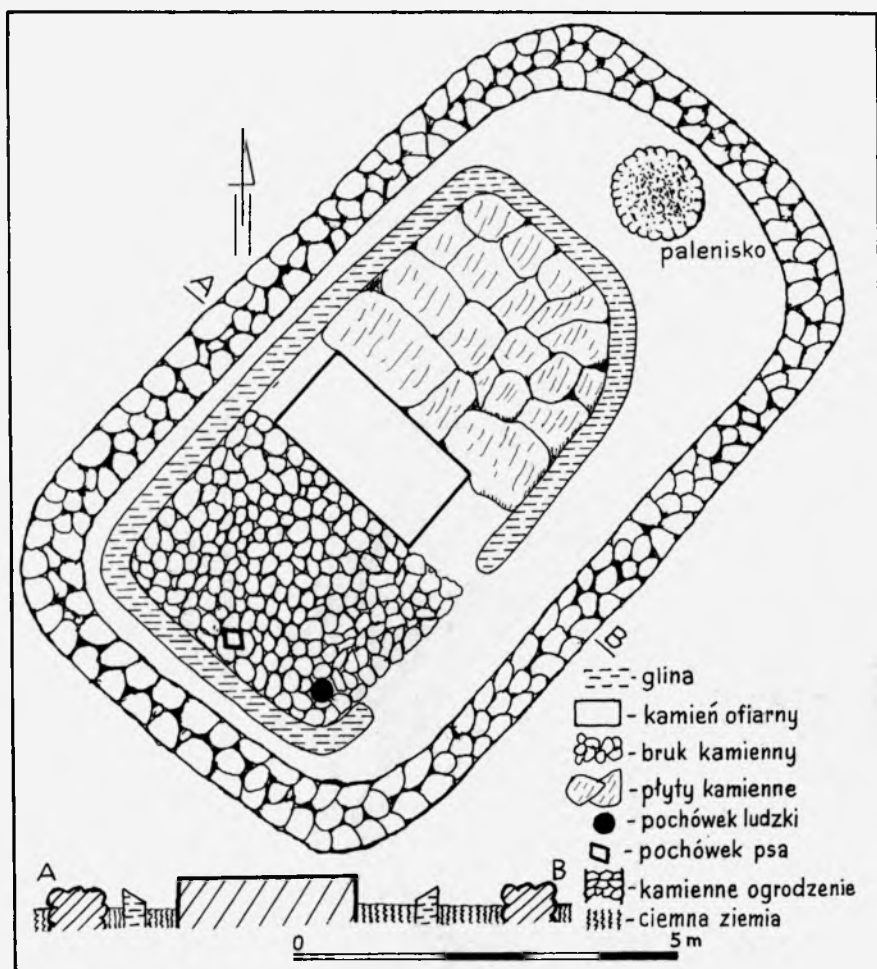 A
palenisko
B
- glina
- kamień ofiarny
- bruk kamienny
- płyty kamienne
- pochówek ludzki
- pochówek psa
- kamienne ogrodzenie
- ciemna ziemia
A B
0 5 m